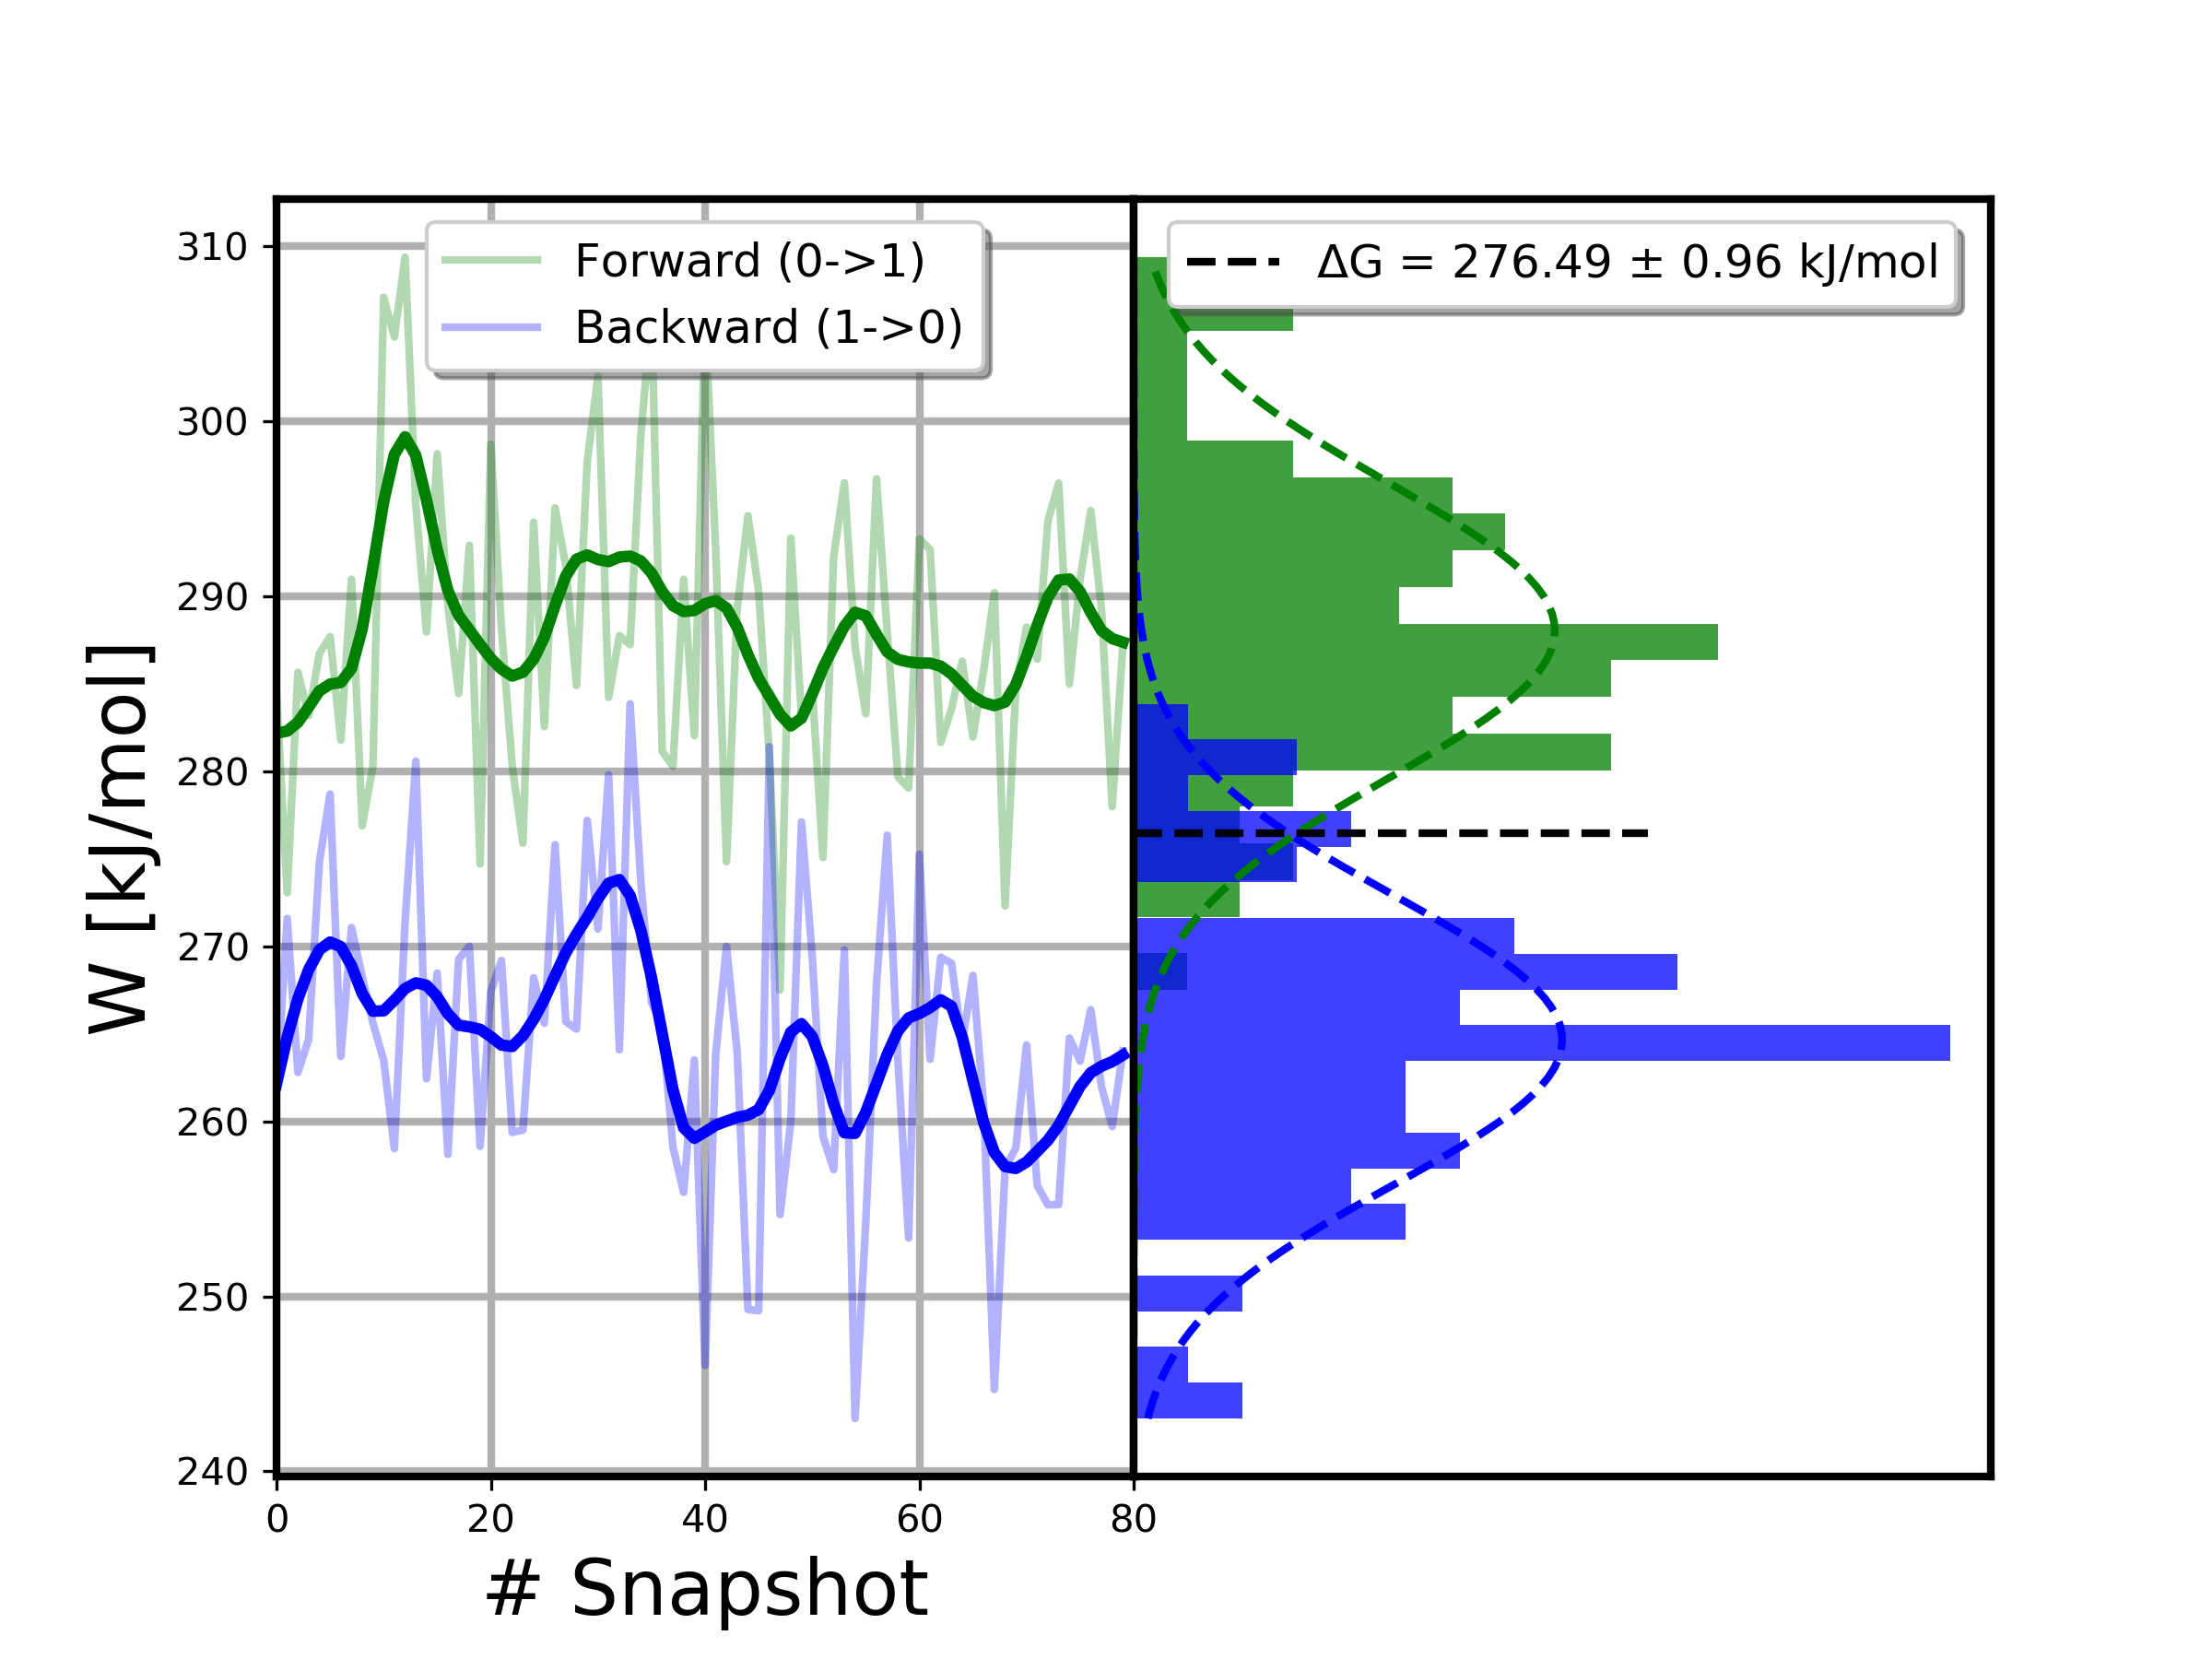 Forward (0->1)
Backward (1->0)
ΔG = 276.49 ± 0.96 kJ/mol
W [kJ/mol]
310
300
290
280
270
260
250
240
0 20 40 60 80
# Snapshot